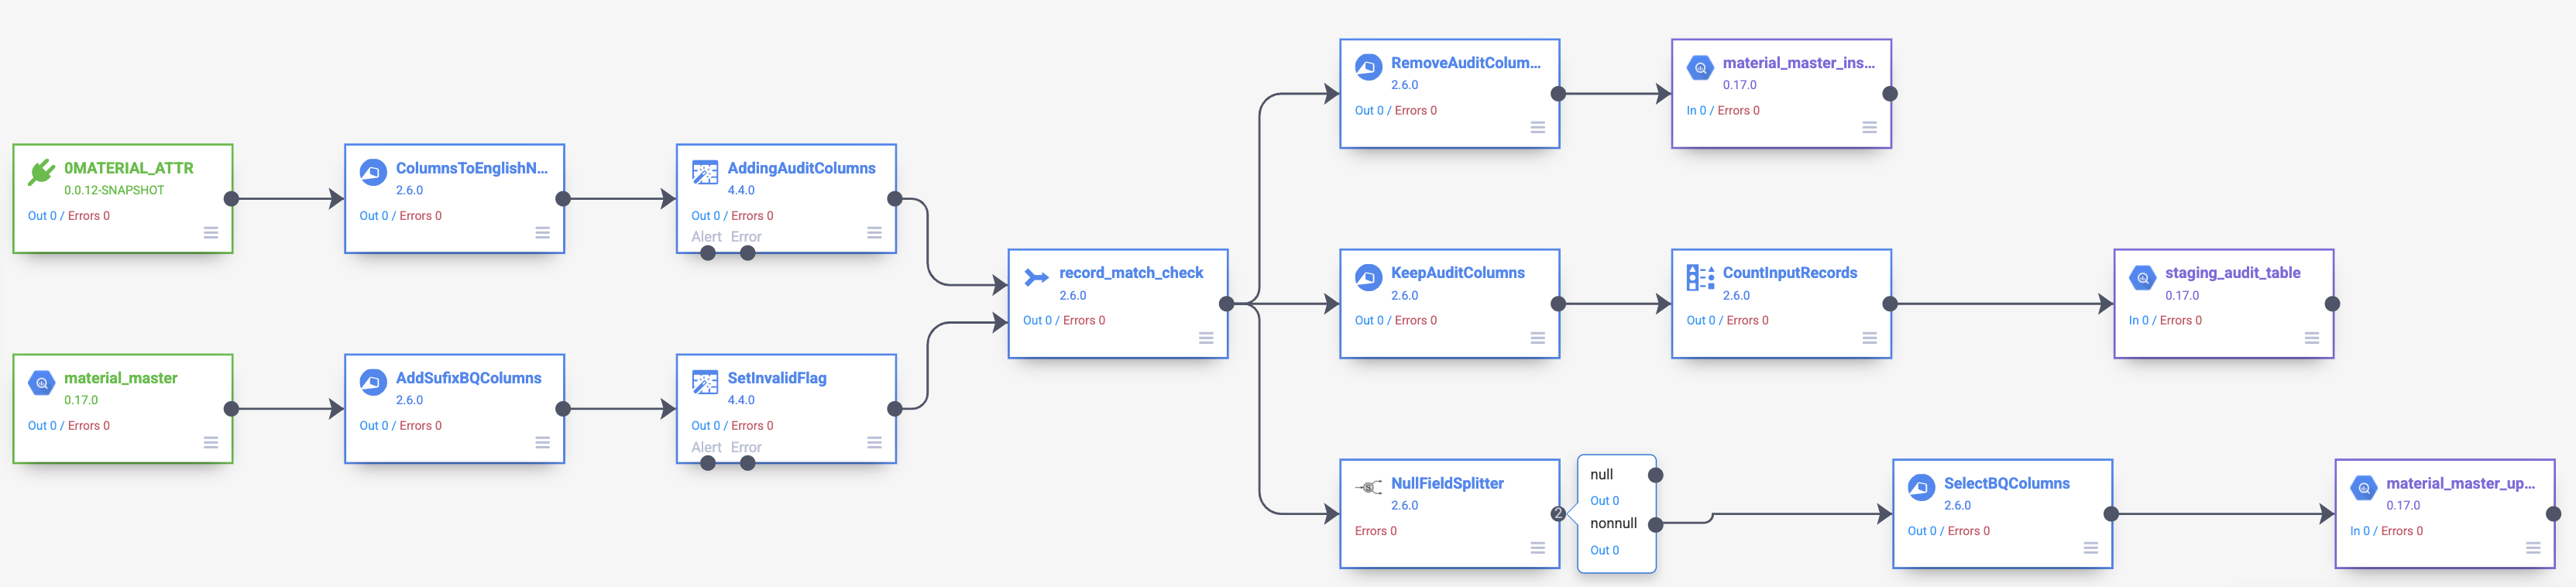 RemoveAuditColum...
2.6.0
Out 0 / Errors 0
material_master_ins...
0.17.0
In 0 / Errors 0
0MATERIAL_ATTR
0.0.12-SNAPSHOT
Out 0 / Errors 0
ColumnsToEnglishN...
2.6.0
Out 0 / Errors 0
AddingAuditColumns
4.4.0
Out 0 / Errors 0
Alert Error
record_match_check
2.6.0
Out 0 / Errors 0
KeepAuditColumns
2.6.0
Out 0 / Errors 0
CountInputRecords
2.6.0
Out 0 / Errors 0
staging_audit_table
0.17.0
In 0 / Errors 0
material_master
0.17.0
Out 0 / Errors 0
AddSufixBQColumns
2.6.0
Out 0 / Errors 0
SetInvalidFlag
4.4.0
Out 0 / Errors 0
Alert Error
NullFieldSplitter
2.6.0
Errors 0
2
null
Out 0
nonnull
Out 0
SelectBQColumns
2.6.0
Out 0 / Errors 0
material_master_up...
0.17.0
In 0 / Errors 0